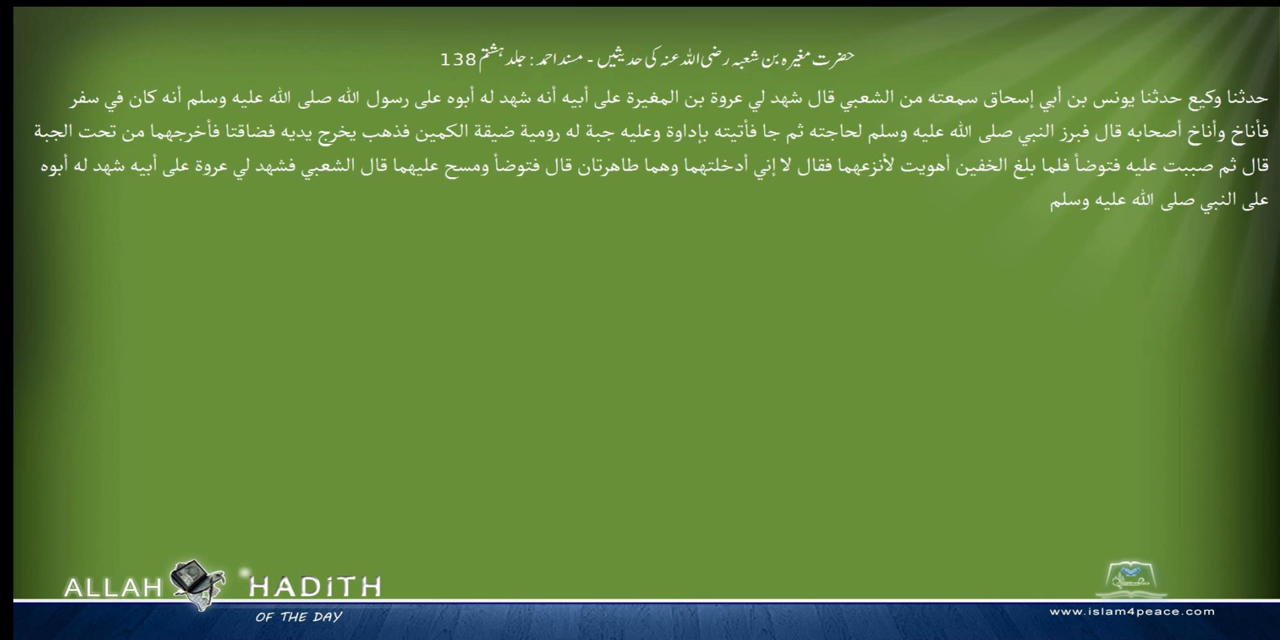 حضرت مغیرہ بن شعبہ رضی اللہ عنہ کی حدیثیں - مسند احمد : جلد ہشتم 138
حدثنا وكيع حدثنا يونس بن أبي إسحاق سمعته من الشعبي قال شهد لي عروة بن المغيرة على أبيه أنه شهد له أبوه على رسول الله صلى الله عليه وسلم أنه كان في سفر
فأناخ وأناخ أصحابه قال فبرز النبي صلى الله عليه وسلم لحاجته ثم جا فأتيته بإداوة وعليه جبة له رومية ضيقة الكمين فذهب يخرج يديه فضاقتا فأخرجهما من تحت الجبة
قال ثم صببت عليه فتوضأ فلما بلغ الخفين أهويت لأنزعهما فقال لا إني أدخلتهما وهما طاهرتان قال فتوضأ ومسح عليهما قال الشعبي فشهد لي عروة على أبيه شهد له أبوه
على النبي صلى الله عليه وسلم
ALLAH HADITH
OF THE DAY
www.islam4peace.com